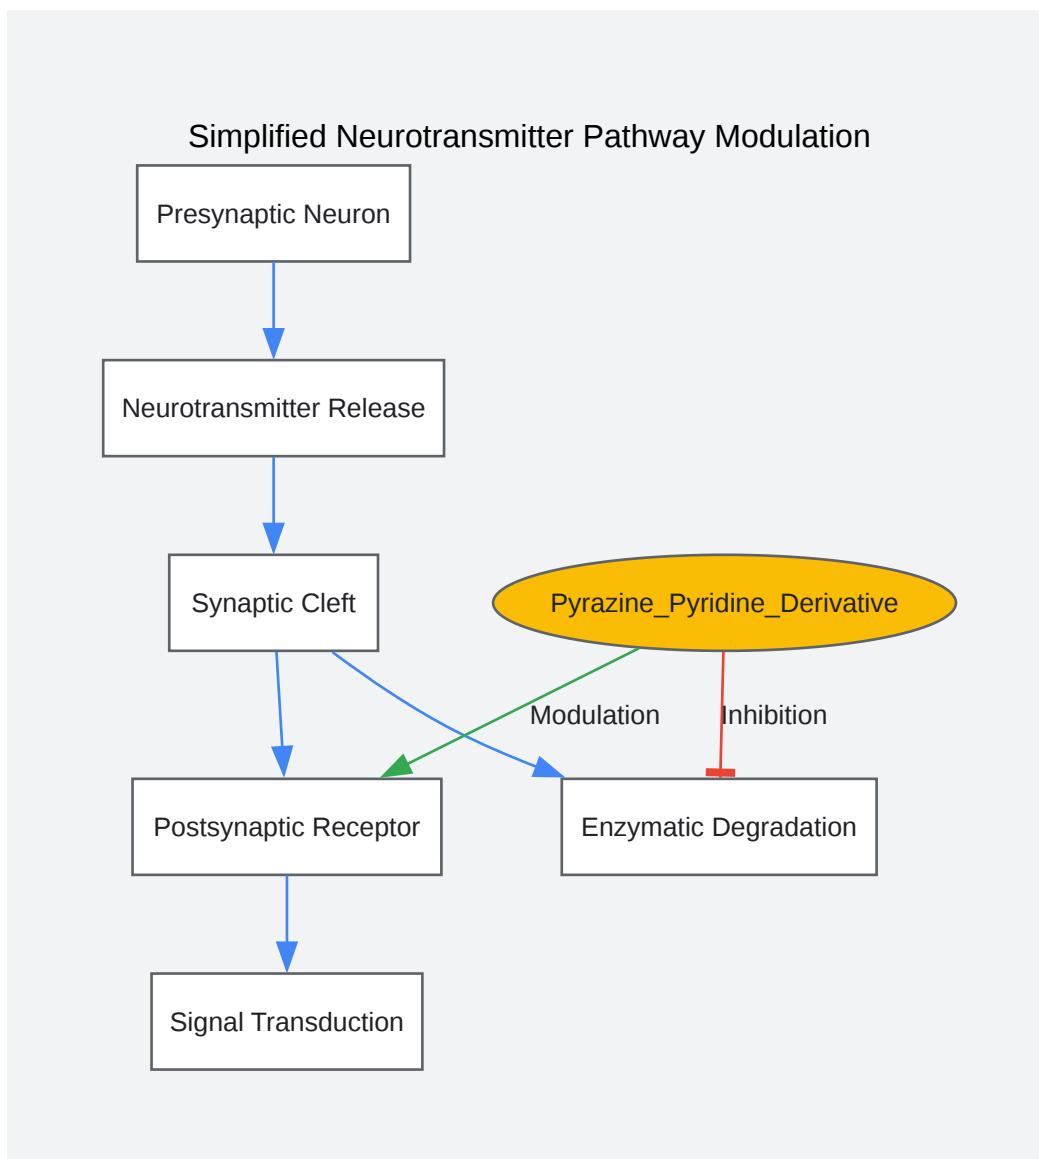 Simplified Neurotransmitter Pathway Modulation
Presynaptic Neuron
Neurotransmitter Release
Synaptic Cleft
Pyrazine_Pyridine_Derivative
Modulation
Inhibition
Postsynaptic Receptor
Enzymatic Degradation
Signal Transduction